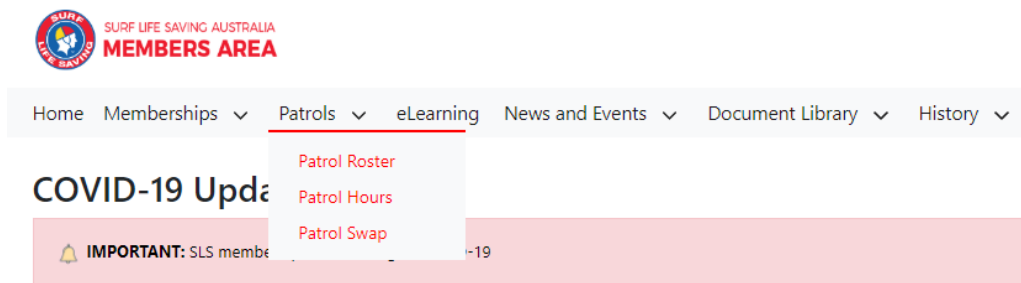 SURF
LIFE SAVING
SURF LIFE SAVING AUSTRALIA
MEMBERS AREA
Home Memberships Patrols eLearning News and Events Document Library History
Patrol Roster
Patrol Hours
Patrol Swap
COVID-19 Upda
IMPORTANT: SLS membe -19